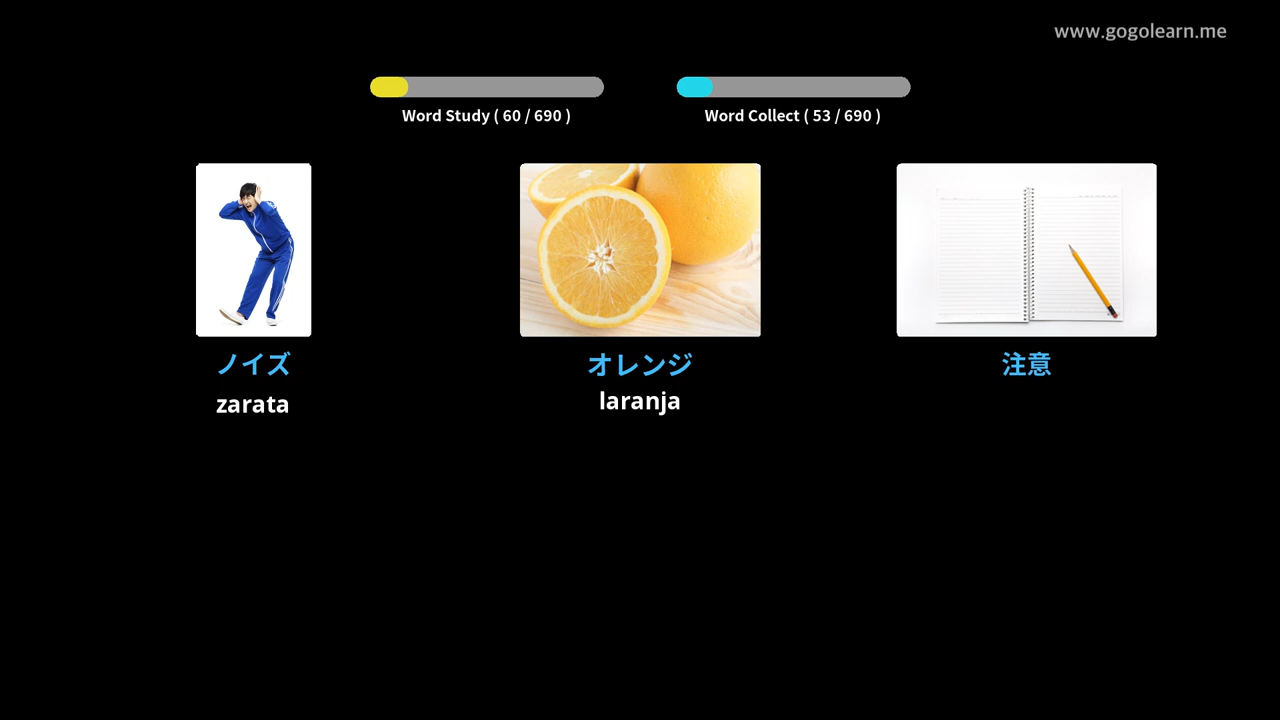 www.gogolearn.me
Word Study ( 60 / 690 )
Word Collect ( 53 / 690 )
ノイズ
オレンジ
注意
zarata
laranja